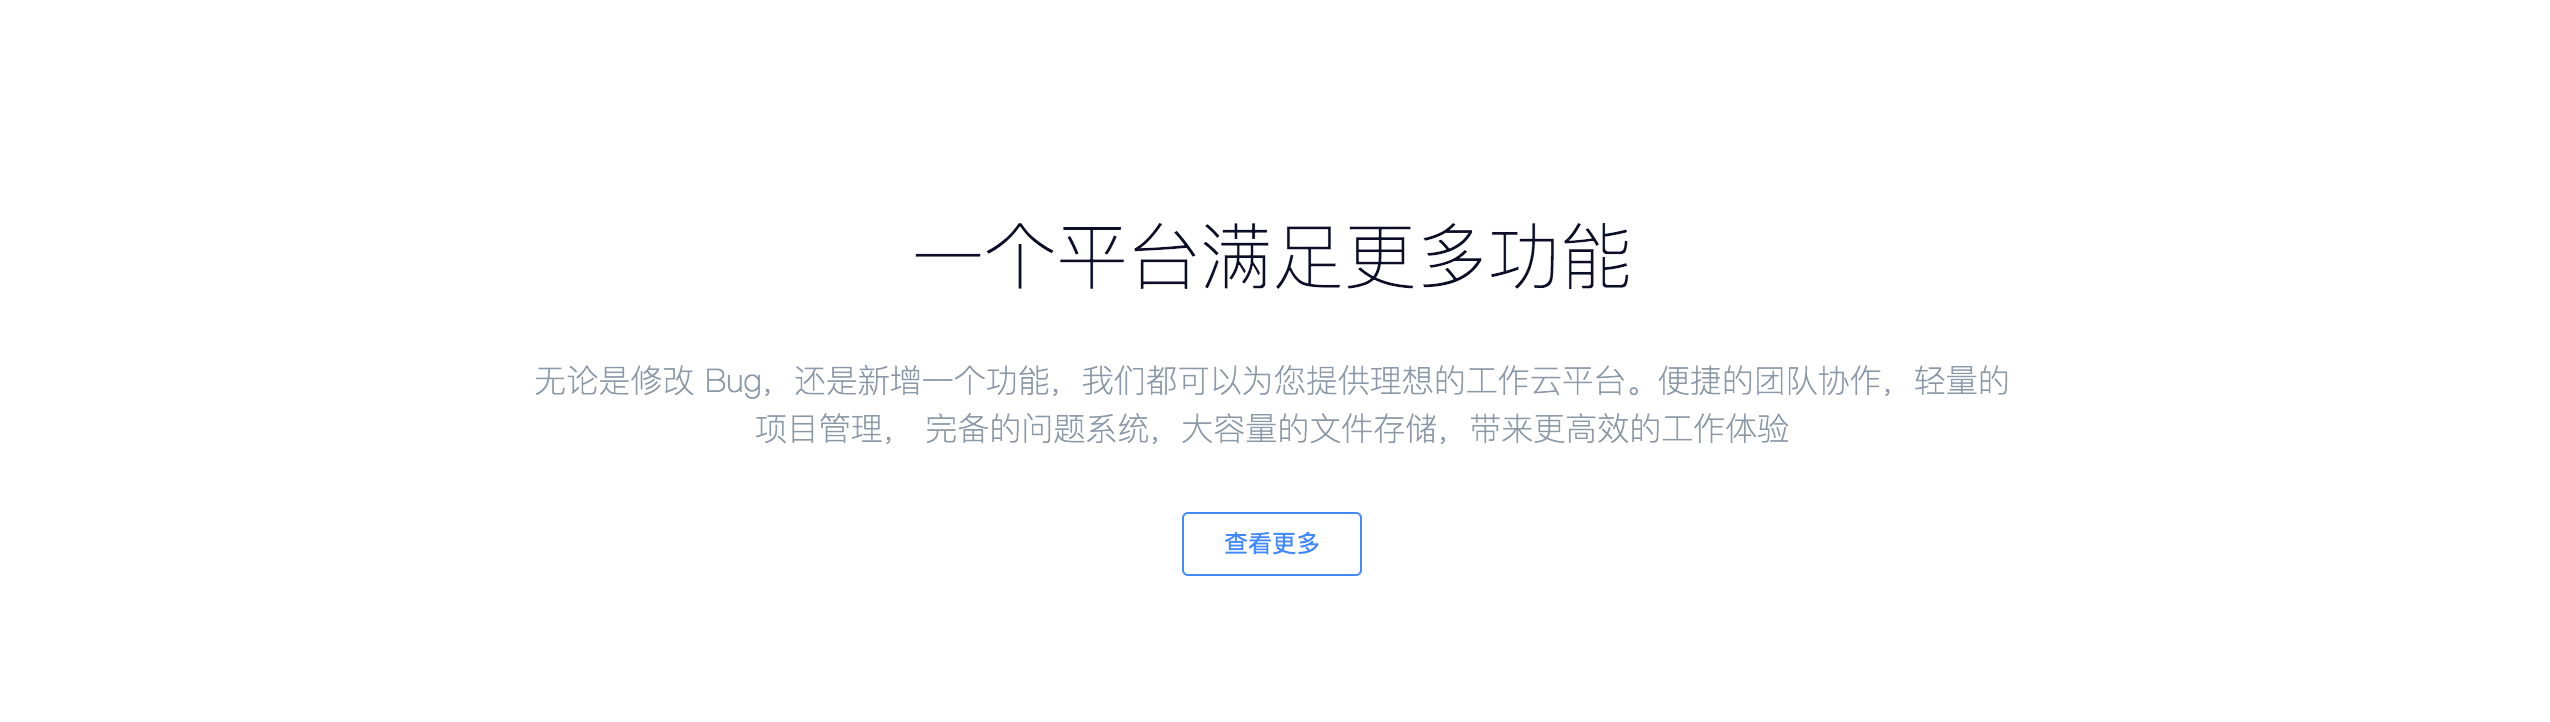 一个平台满足更多功能
无论是修改 Bug，还是新增一个功能，我们都可以为您提供理想的工作云平台。便捷的团队协作，轻量的
项目管理， 完备的问题系统，大容量的文件存储，带来更高效的工作体验
查看更多